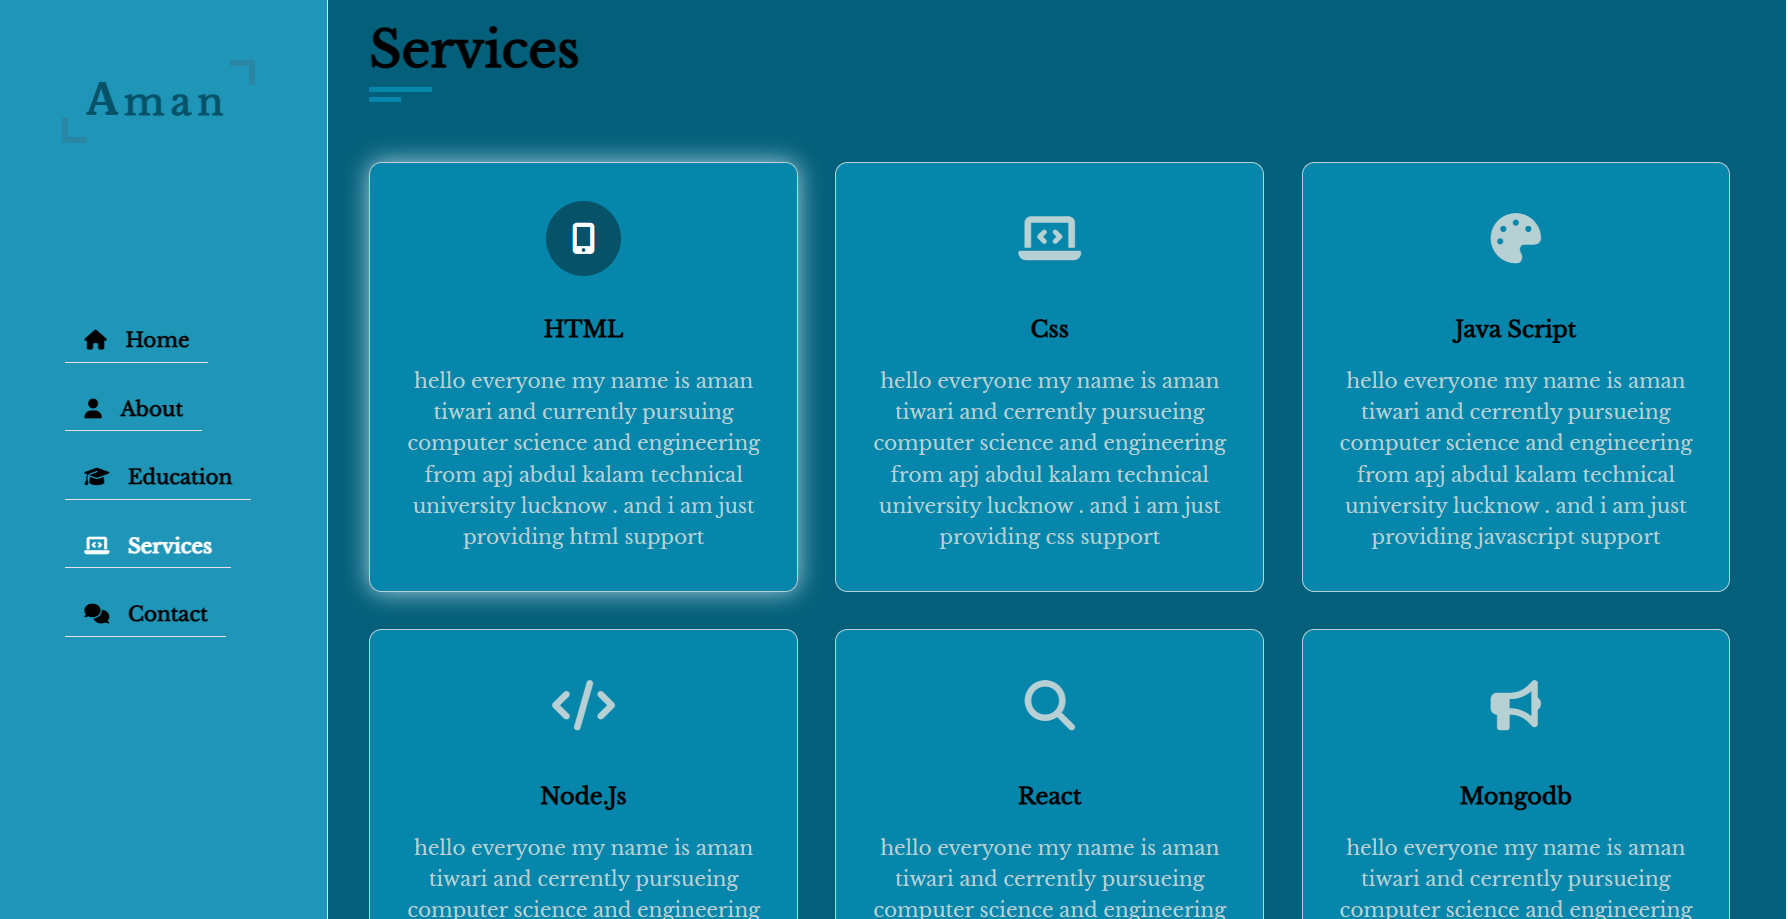 Aman
Home
About
Education
Services
Contact
Services
HTML
hello everyone my name is aman
tiwari and currently pursuing
computer science and engineering
from apj abdul kalam technical
university lucknow . and i am just
providing html support
Css
hello everyone my name is aman
tiwari and cerrently pursueing
computer science and engineering
from apj abdul kalam technical
university lucknow . and i am just
providing css support
Java Script
hello everyone my name is aman
tiwari and cerrently pursueing
computer science and engineering
from apj abdul kalam technical
university lucknow . and i am just
providing javascript support
Node.Js
hello everyone my name is aman
tiwari and cerrently pursueing
computer science and engineering
React
hello everyone my name is aman
tiwari and cerrently pursueing
computer science and engineering
Mongodb
hello everyone my name is aman
tiwari and cerrently pursueing
computer science and engineering